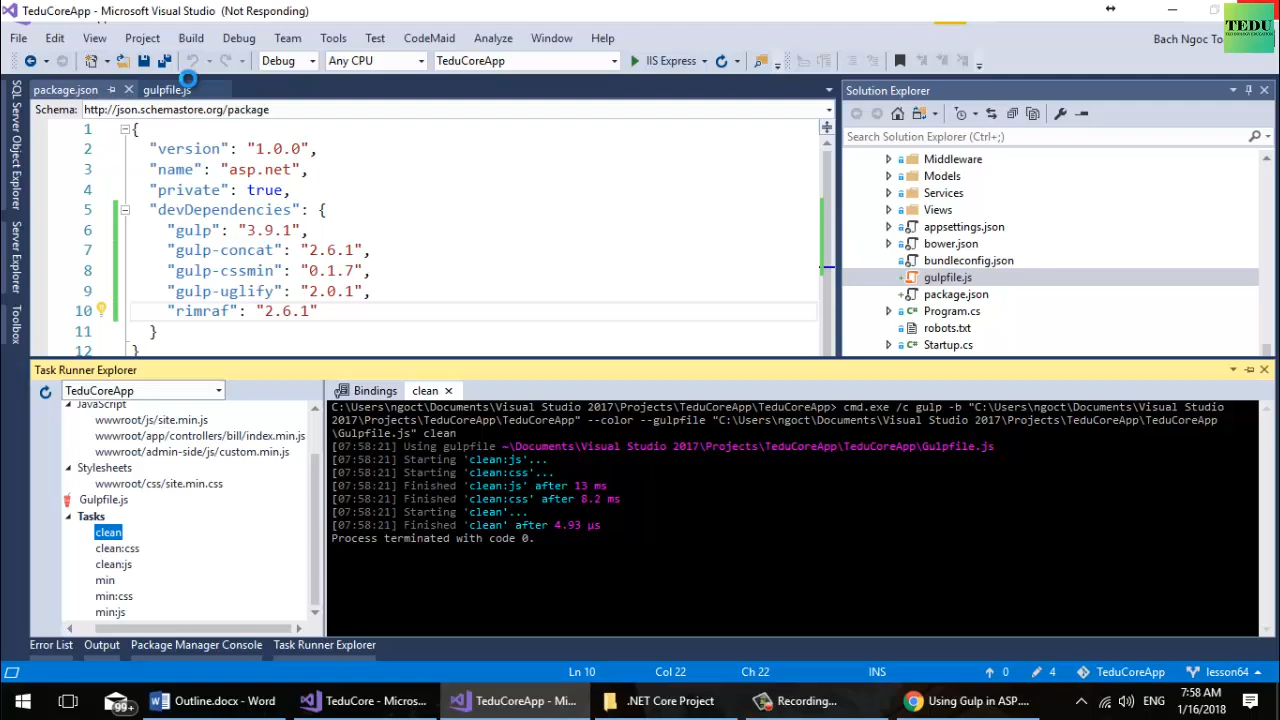 TeduCoreApp - Microsoft Visual Studio (Not Responding)
TEDU
File Edit View Project Build Debug Team Tools Test CodeMaid Analyze Window Help
Bach Ngoc To
Debug Any CPU TeduCoreApp IIS Express
package.json gulpfile.js
Solution Explorer
Schema: http://json.schemastore.org/package
Search Solution Explorer (Ctrl+;)
SQL Server Object Explorer
Server Explorer
Toolbox
1 {
2 "version": "1.0.0",
3 "name": "asp.net",
4 "private": true,
5 "devDependencies": {
6 "gulp": "3.9.1",
7 "gulp-concat": "2.6.1",
8 "gulp-cssmin": "0.1.7",
9 "gulp-uglify": "2.0.1",
10 "rimraf": "2.6.1"
11 }
12 }
Middleware
Models
Services
Views
appsettings.json
bower.json
bundleconfig.json
gulpfile.js
package.json
Program.cs
robots.txt
Startup.cs
Task Runner Explorer
TeduCoreApp
JavaScript
wwwroot/js/site.min.js
wwwroot/app/controllers/bill/index.min.js
wwwroot/admin-side/js/custom.min.js
Stylesheets
wwwroot/css/site.min.css
Gulpfile.js
Tasks
clean
clean:css
clean:js
min
min:css
min:js
Bindings clean
C:\Users\ngoct\Documents\Visual Studio 2017\Projects\TeduCoreApp\TeduCoreApp> cmd.exe /c gulp -b "C:\Users\ngoct\Documents\Visual Studio
2017\Projects\TeduCoreApp\TeduCoreApp" --color --gulpfile "C:\Users\ngoct\Documents\Visual Studio 2017\Projects\TeduCoreApp\TeduCoreApp
\Gulpfile.js" clean
[07:58:21] Using gulpfile ~\Documents\Visual Studio 2017\Projects\TeduCoreApp\TeduCoreApp\Gulpfile.js
[07:58:21] Starting 'clean:js'...
[07:58:21] Starting 'clean:css'...
[07:58:21] Finished 'clean:js' after 13 ms
[07:58:21] Finished 'clean:css' after 8.2 ms
[07:58:21] Starting 'clean'...
[07:58:21] Finished 'clean' after 4.93 μs
Process terminated with code 0.
Error List Output Package Manager Console Task Runner Explorer
Ln 10 Col 22 Ch 22 INS 0 4 TeduCoreApp lesson64
99+ Outline.docx - Word TeduCore - Micros... TeduCoreApp - Mi... .NET Core Project Recording... Using Gulp in ASP.... ENG
7:58 AM
1/16/2018